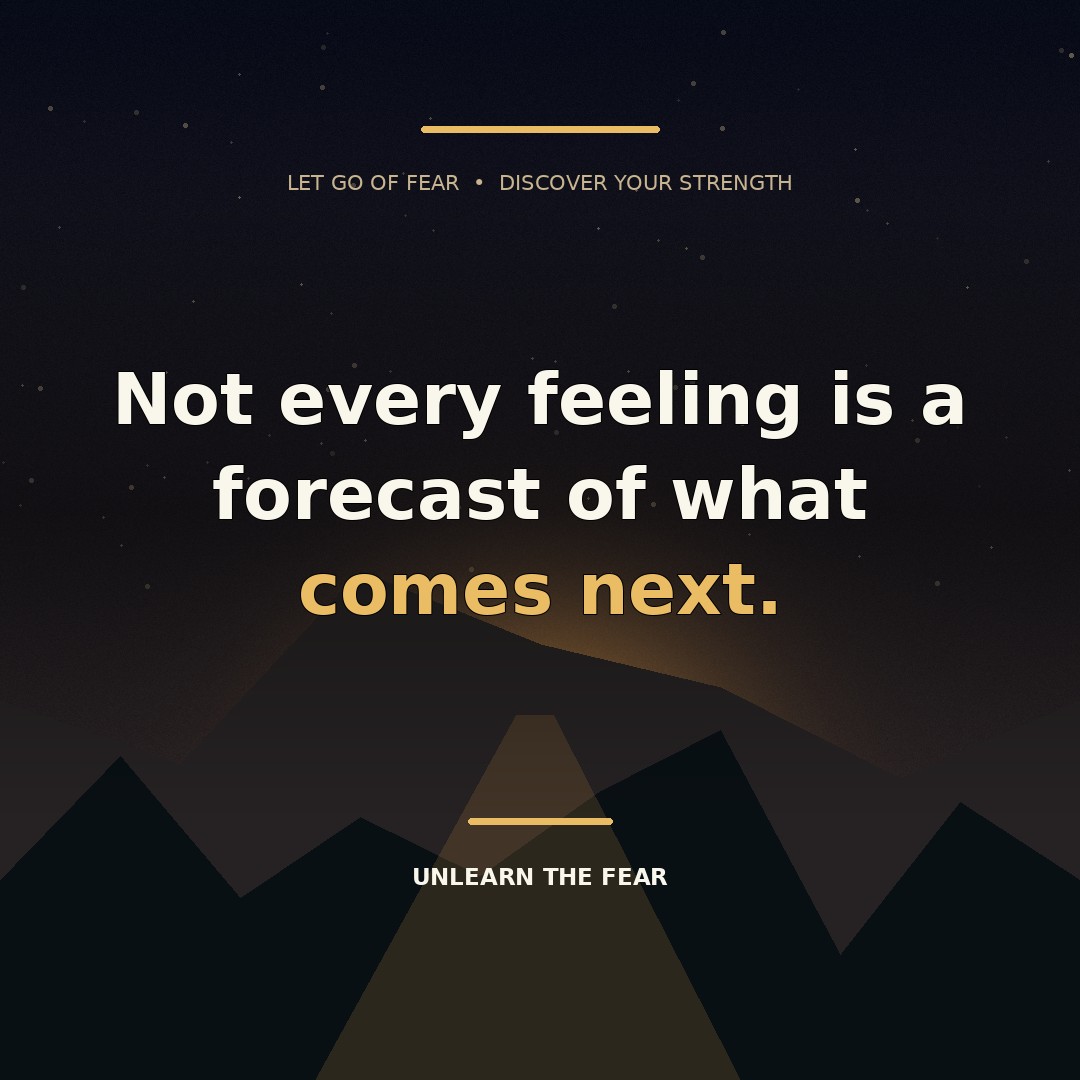 LET GO OF FEAR • DISCOVER YOUR STRENGTH
Not every feeling is a
forecast of what
comes next.
UNLEARN THE FEAR